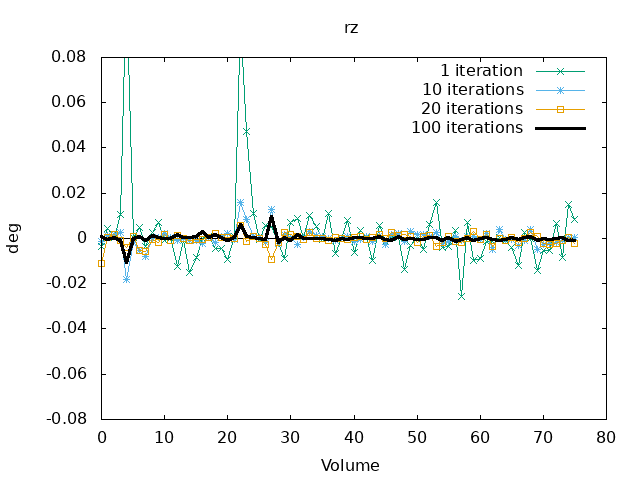 rz
0.08
0.06
0.04
0.02
0
-0.02
-0.04
-0.06
-0.08
deg
1 iteration
10 iterations
20 iterations
100 iterations
0 10 20 30 40 50 60 70 80
Volume